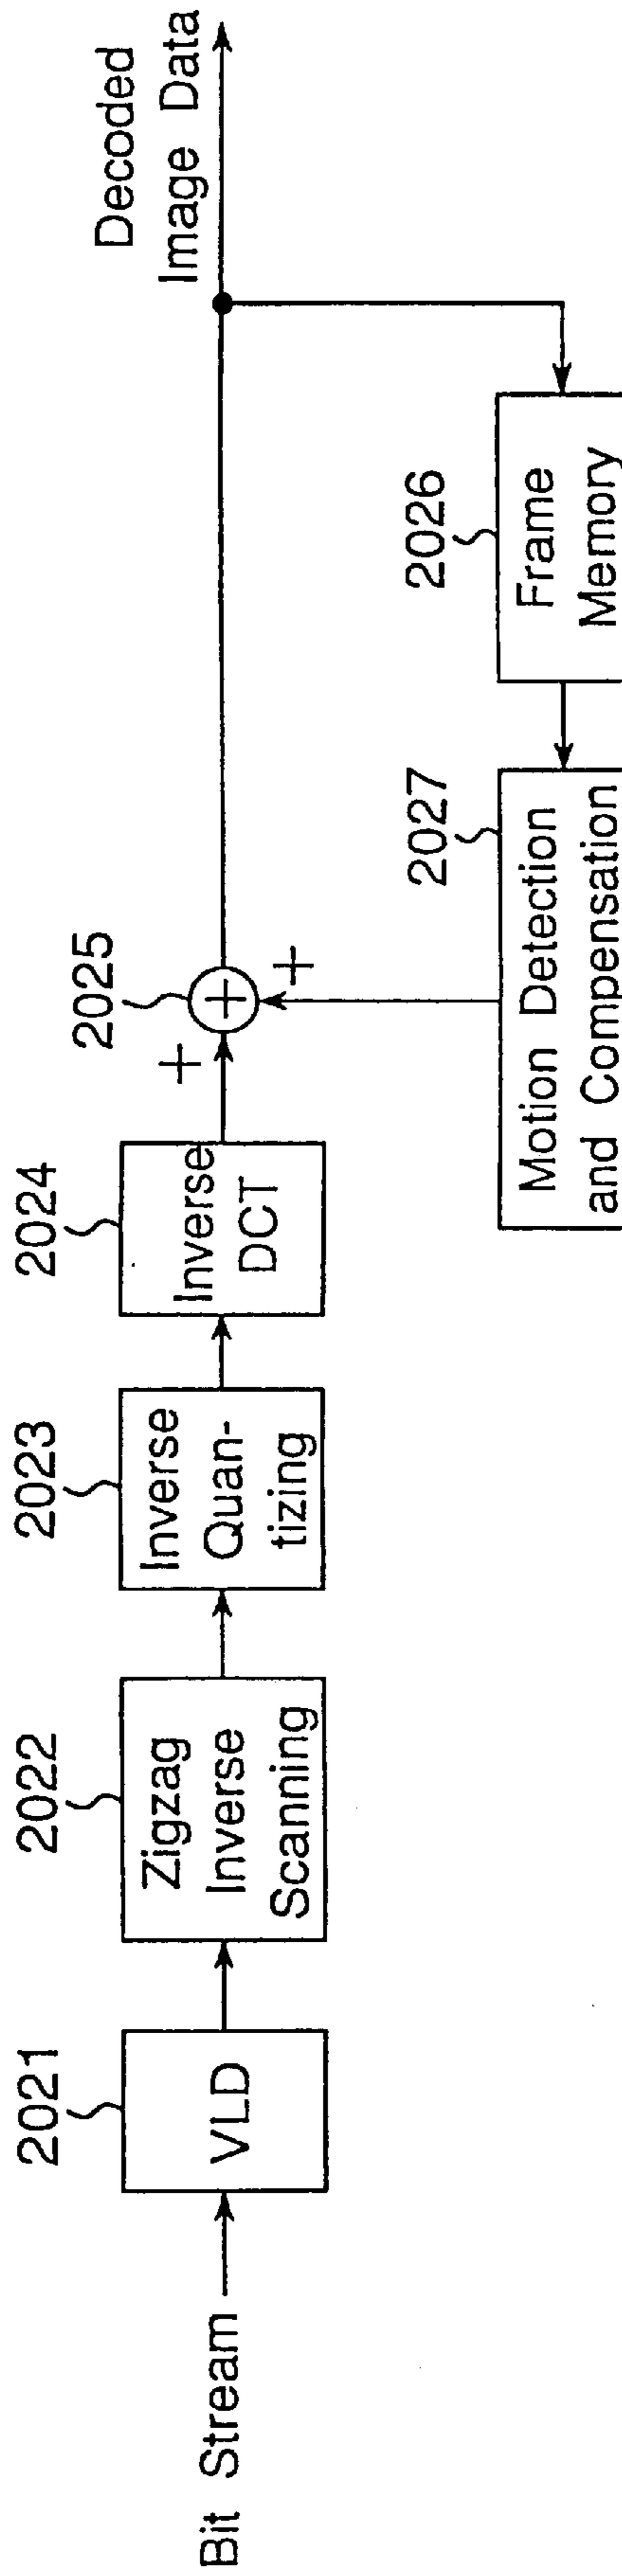 Bit Stream
2021
VLD
2022
Zigzag
Inverse
Scanning
2023
Inverse
Quan-
tizing
2024
Inverse
DCT
+
2025
+
+
Decoded
Image Data
2026
Frame
Memory
2027
Motion Detection
and Compensation